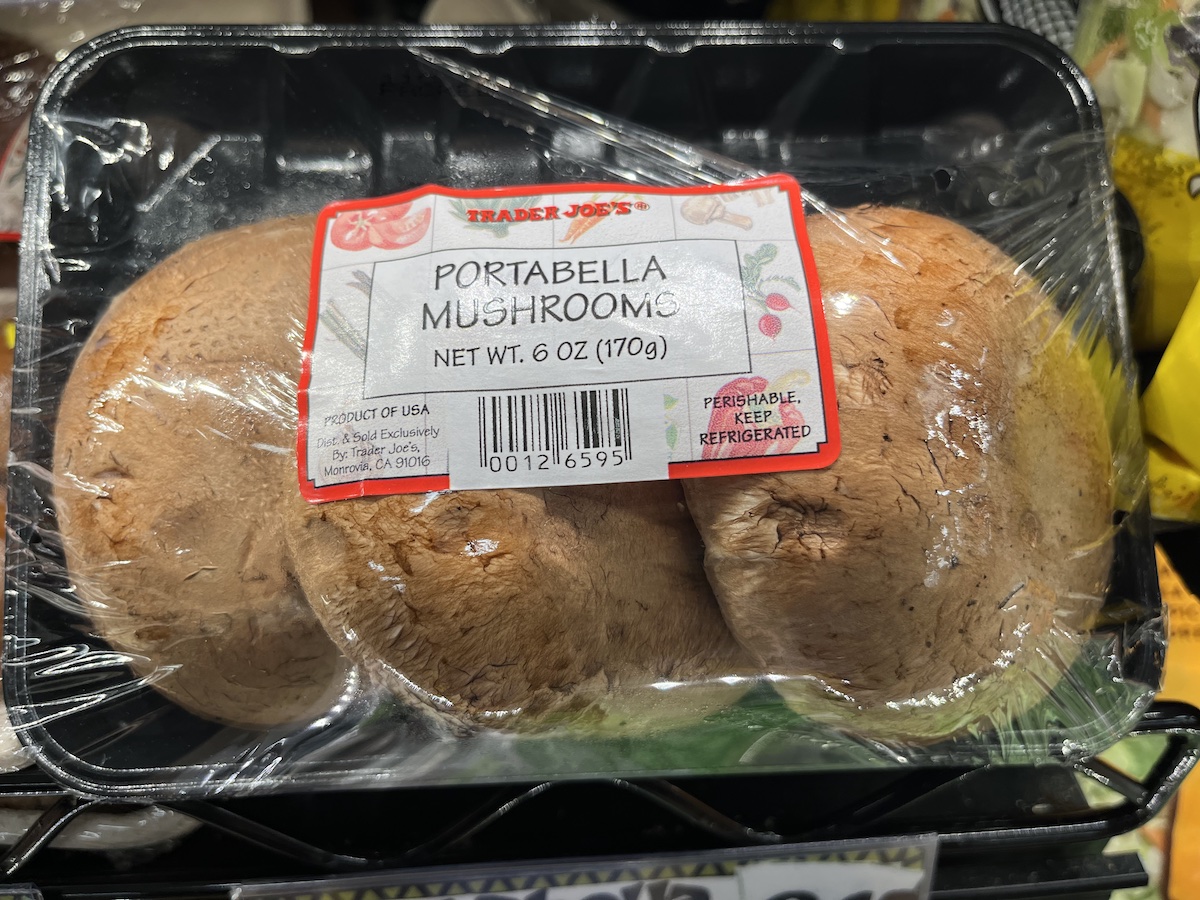 TRADER JOE'S®
PORTABELLA
MUSHROOMS
NET WT. 6 OZ (170g)
PRODUCT OF USA
Dist. & Sold Exclusively
By: Trader Joe's,
Monrovia, CA 91016
0012 6595
PERISHABLE,
KEEP
REFRIGERATED